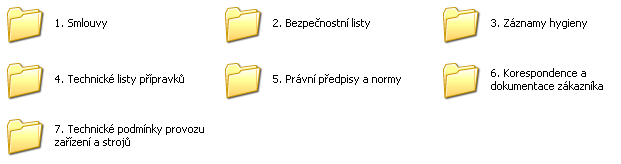 1. Smlouvy
2. Bezpečnostní listy
3. Záznamy hygieny
4. Technické listy přípravků
5. Právní předpisy a normy
6. Korespondence a
dokumentace zákazníka
7. Technické podmínky provozu
zařízení a strojů